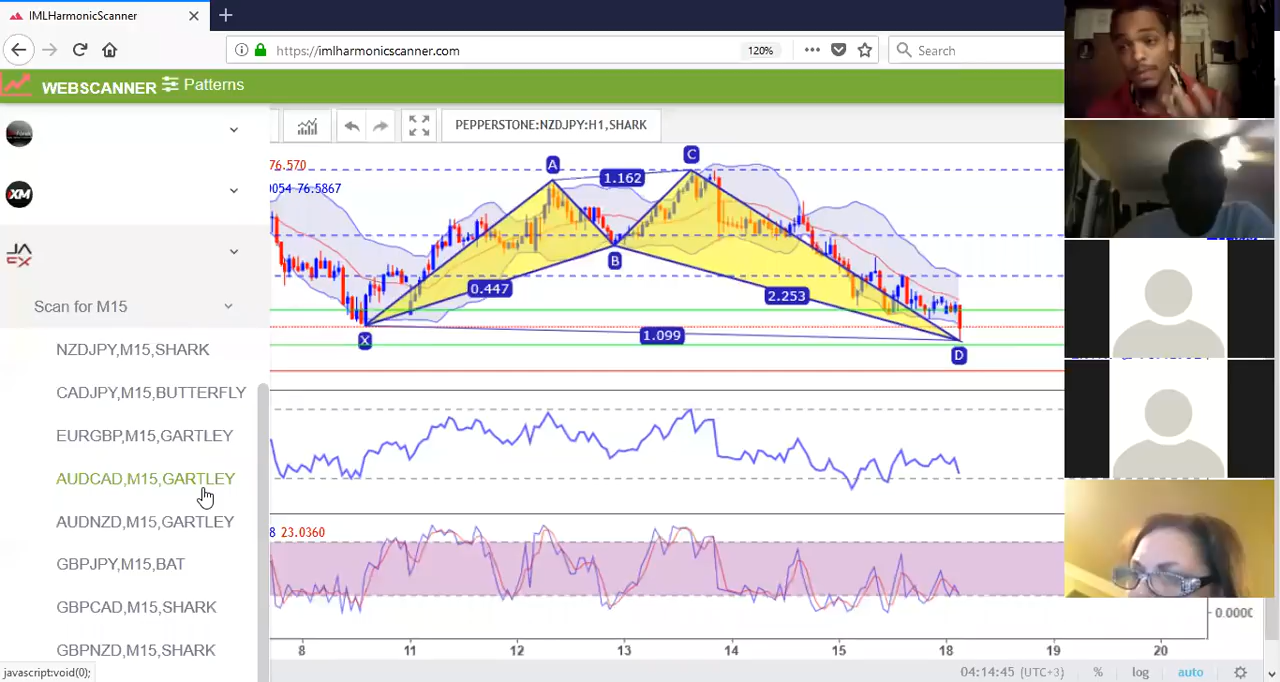 IMLHarmonicScanner
https://imlharmonicscanner.com
120%
Search
WEBSCANNER
Patterns
PEPPERSTONE:NZDJPY:H1,SHARK
XM
Scan for M15
NZDJPY,M15,SHARK
CADJPY,M15,BUTTERFLY
EURGBP,M15,GARTLEY
AUDCAD,M15,GARTLEY
AUDNZD,M15,GARTLEY
GBPJPY,M15,BAT
GBPCAD,M15,SHARK
GBPNZD,M15,SHARK
javascript:void(0);
76.570
0054 76.5867
A
1.162
C
B
0.447
2.253
X
1.099
D
8 23.0360
0.0000
8 11 12 13 14 15 18 19 20
04:14:45 (UTC+3)
%
log
auto